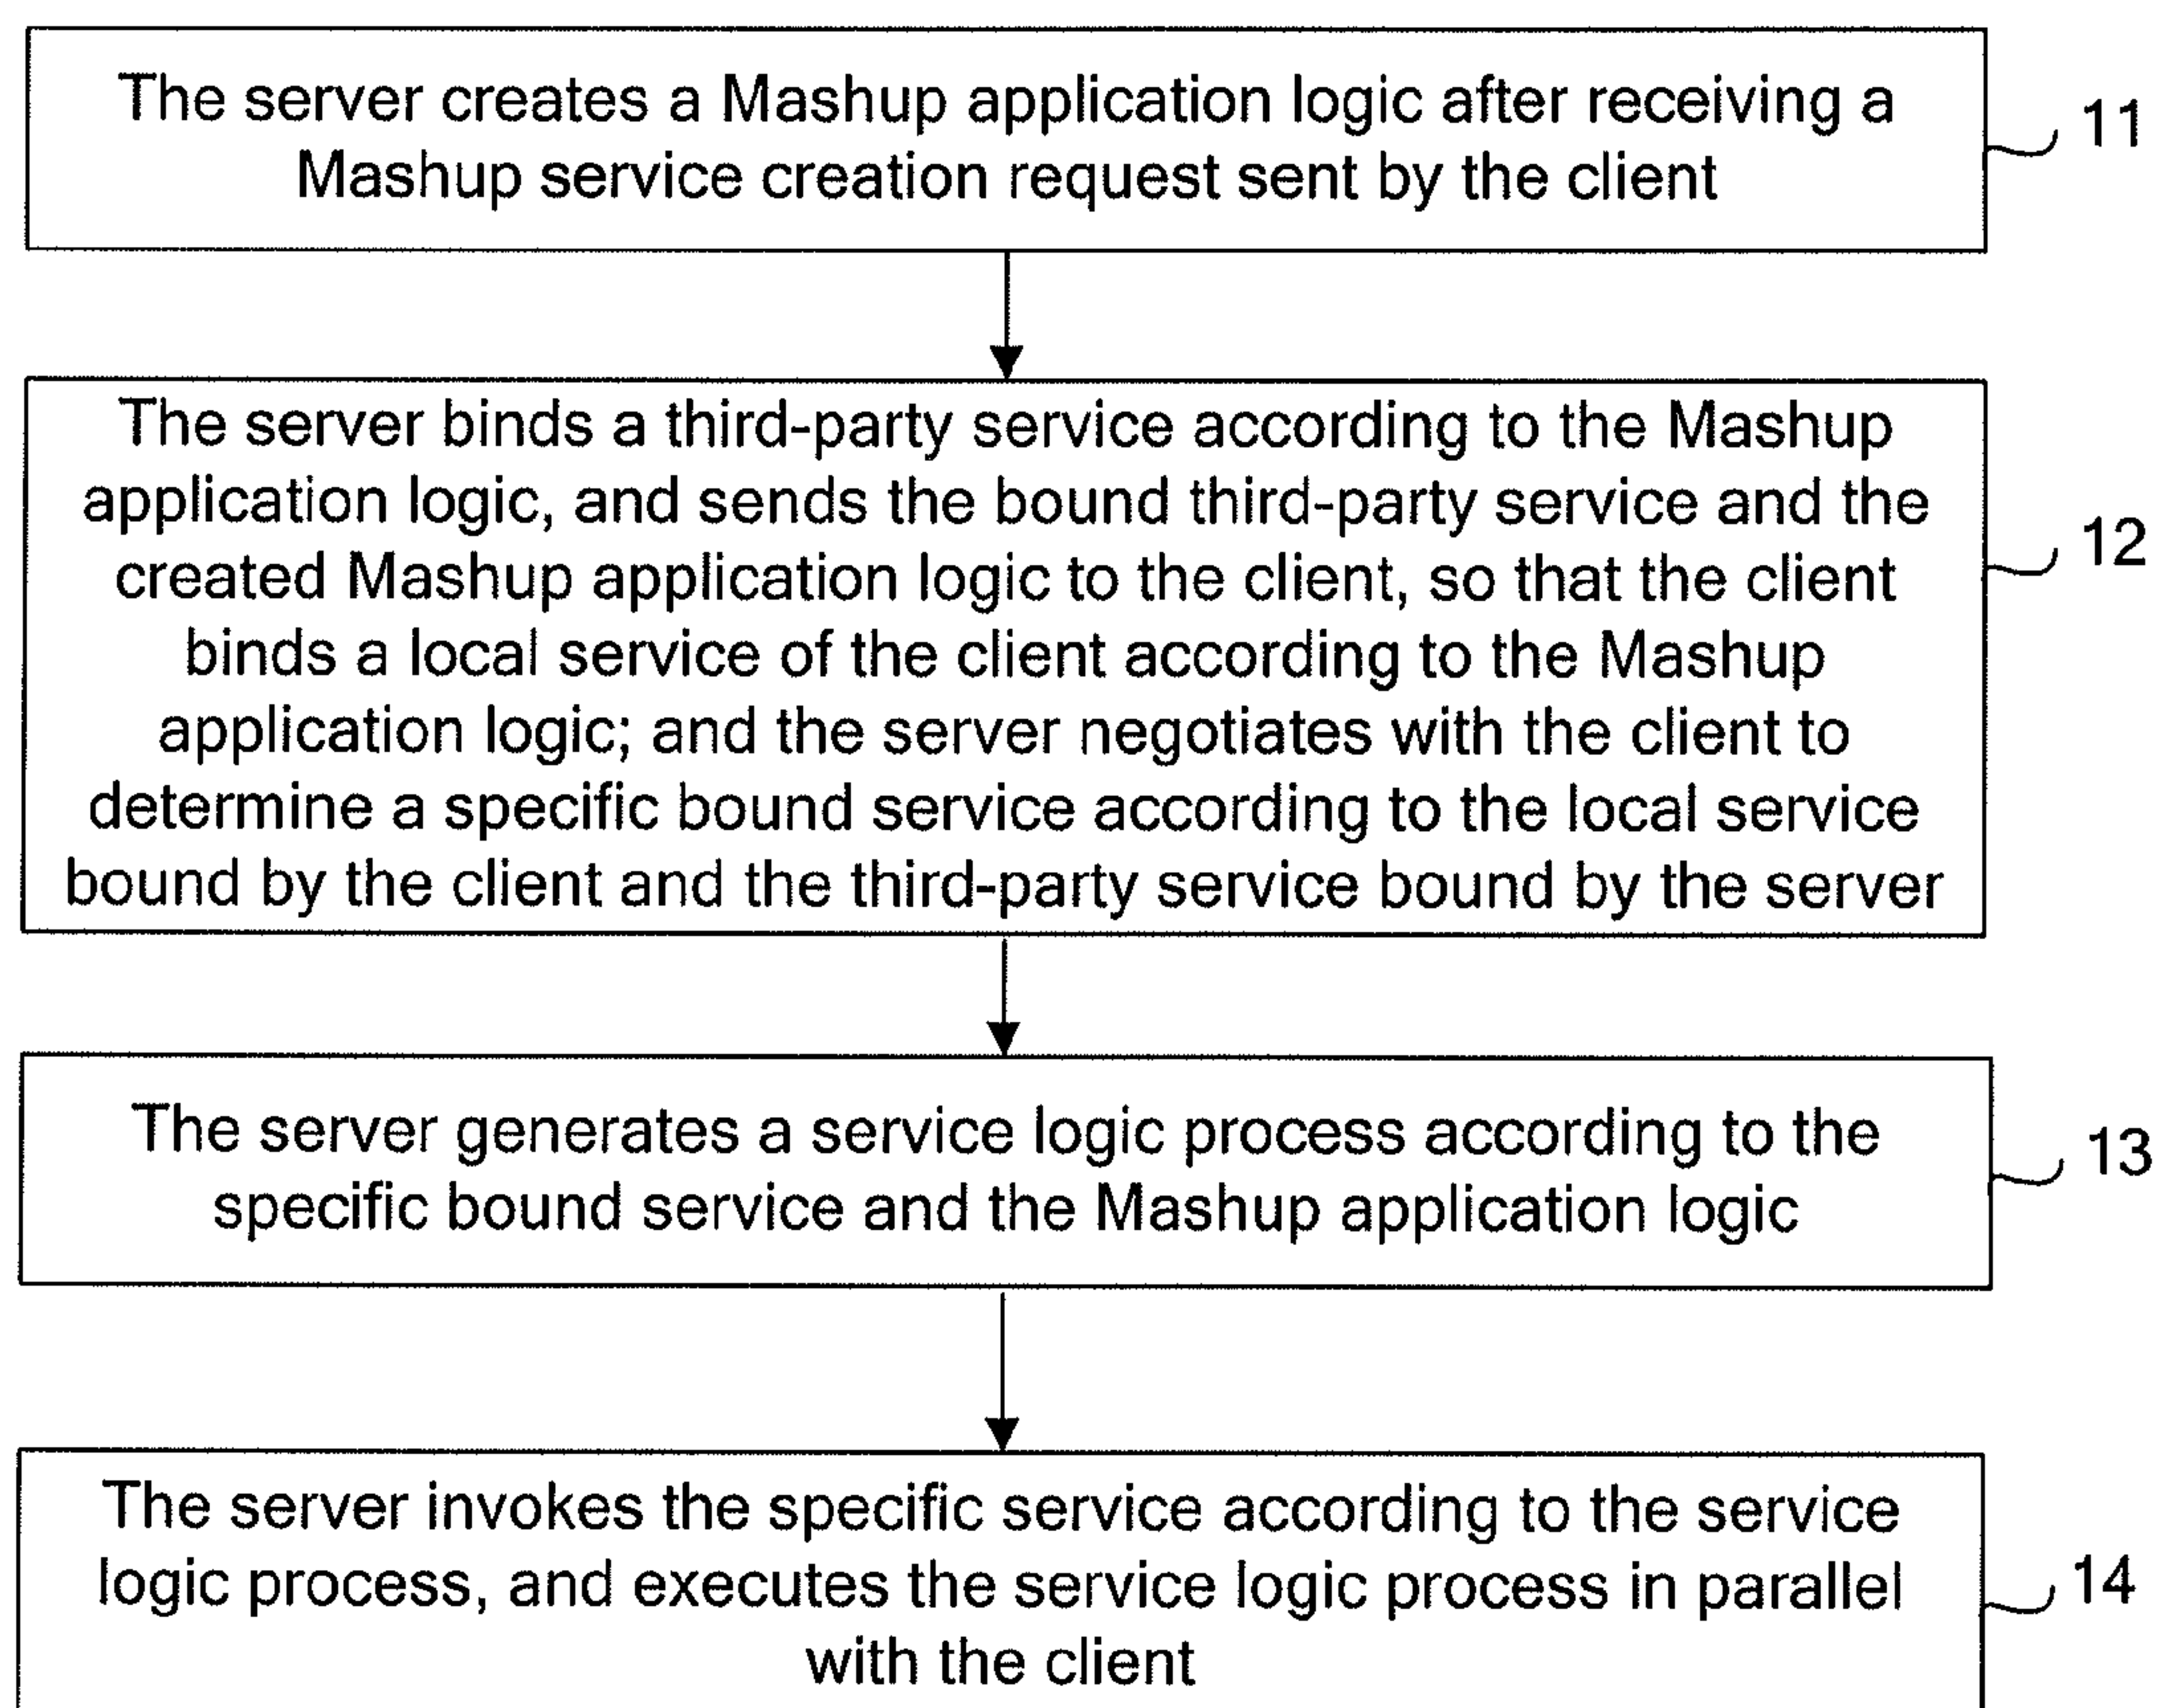 The server creates a Mashup application logic after receiving a
Mashup service creation request sent by the client
11
The server binds a third-party service according to the Mashup
application logic, and sends the bound third-party service and the
created Mashup application logic to the client, so that the client
binds a local service of the client according to the Mashup
application logic; and the server negotiates with the client to
determine a specific bound service according to the local service
bound by the client and the third-party service bound by the server
12
The server generates a service logic process according to the
specific bound service and the Mashup application logic
13
The server invokes the specific service according to the service
logic process, and executes the service logic process in parallel
with the client
14